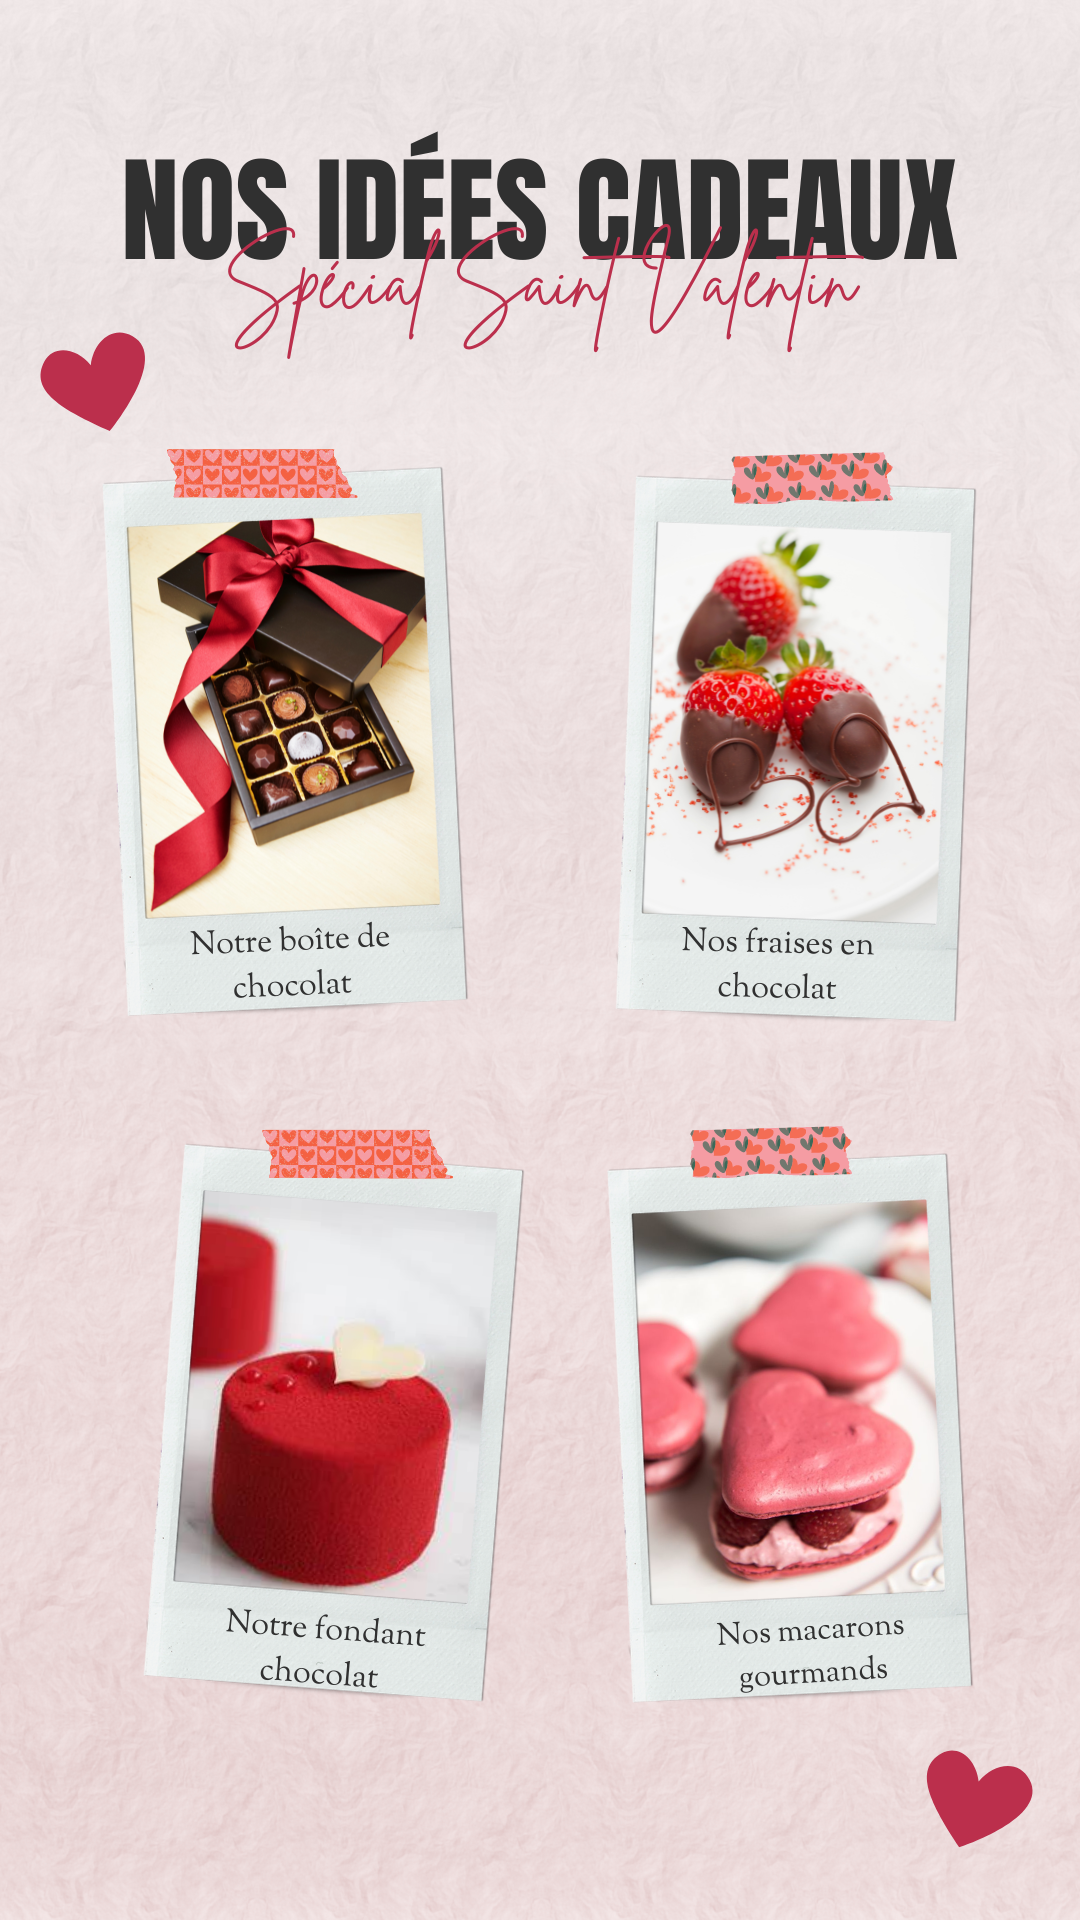 NOS IDÉES CADEAUX
Spécial Saint Valentin
Notre boîte de
chocolat
Nos fraises en
chocolat
Notre fondant
chocolat
Nos macarons
gourmands